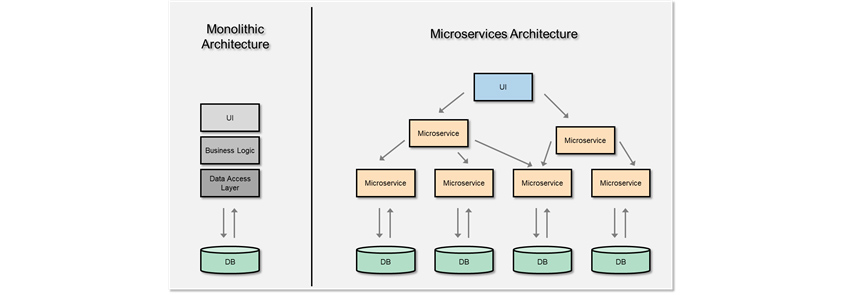 Monolithic
Architecture
UI
Business Logic
Data Access
Layer
DB
Microservices Architecture
UI
Microservice
Microservice
Microservice
Microservice
Microservice
Microservice
DB
DB
DB
DB